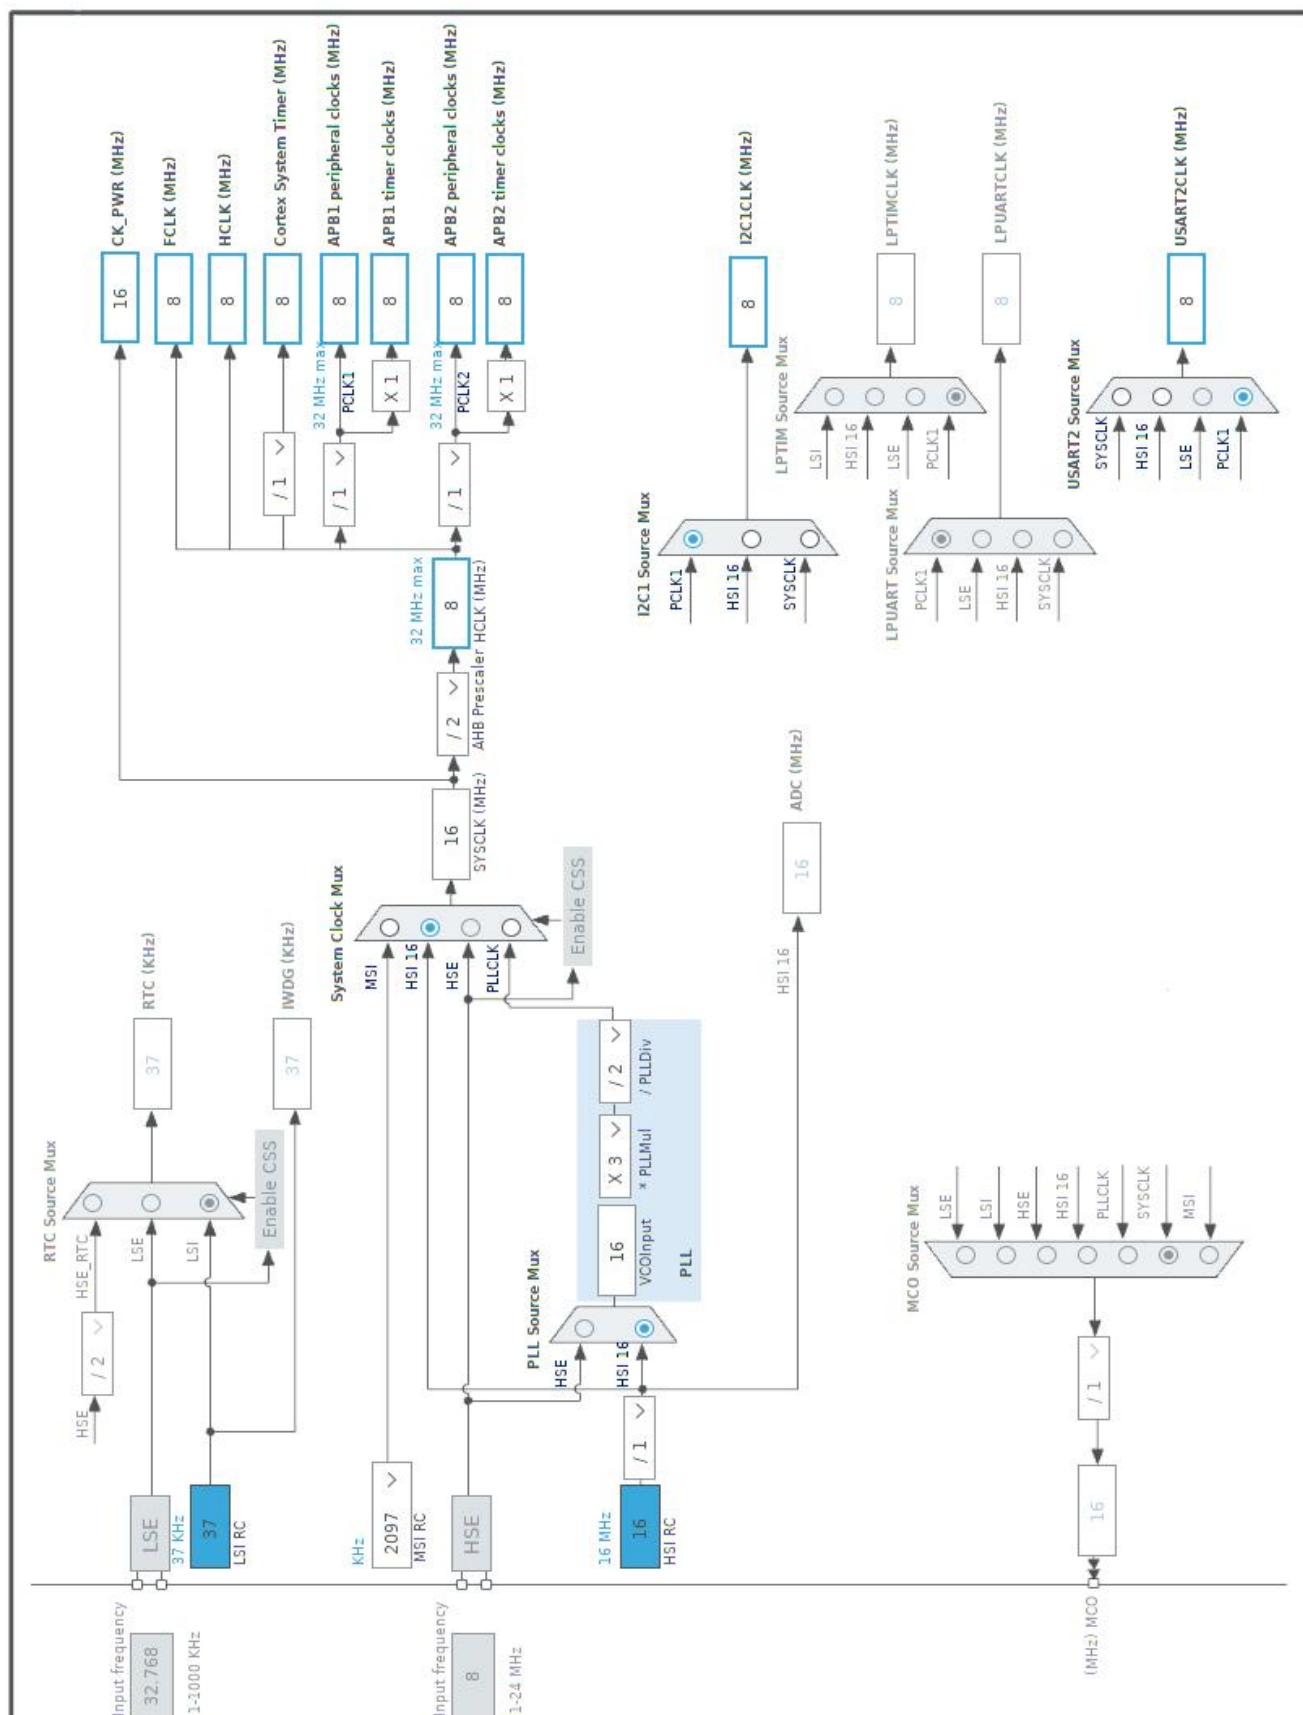 Input frequency
32.768
1-1000 KHz
LSE
37 KHz
37
LSI RC
HSE
/ 2
HSE_RTC
LSE
LSI
RTC Source Mux
Enable CSS
37
RTC (KHz)
37
IWDG (KHz)
Input frequency
8
1-24 MHz
KHz
2097
MSI RC
HSE
16 MHz
16
HSI RC
/ 1
PLL Source Mux
HSE
HSI 16
16
VCOInput
X 3
* PLLMul
/ 2
/ PLLDiv
PLL
System Clock Mux
MSI
HSI 16
HSE
PLLCLK
Enable CSS
16
SYSCLK (MHz)
HSI 16
16
ADC (MHz)
/ 2
AHB Prescaler
32 MHz max
8
HCLK (MHz)
/ 1
/ 1
/ 1
32 MHz max
PCLK1
X 1
32 MHz max
PCLK2
X 1
16
CK_PWR (MHz)
8
FCLK (MHz)
8
HCLK (MHz)
8
Cortex System Timer (MHz)
8
APB1 peripheral clocks (MHz)
8
APB1 timer clocks (MHz)
8
APB2 peripheral clocks (MHz)
8
APB2 timer clocks (MHz)
I2C1 Source Mux
PCLK1
HSI 16
SYSCLK
8
I2C1CLK (MHz)
LPTIM Source Mux
LSI
HSI 16
LSE
PCLK1
8
LPTIMCLK (MHz)
LPUART Source Mux
PCLK1
LSE
HSI 16
SYSCLK
8
LPUARTCLK (MHz)
USART2 Source Mux
SYSCLK
HSI 16
LSE
PCLK1
8
USART2CLK (MHz)
MCO Source Mux
LSE
LSI
HSE
HSI 16
PLLCLK
SYSCLK
MSI
/ 1
16
(MHz) MCO